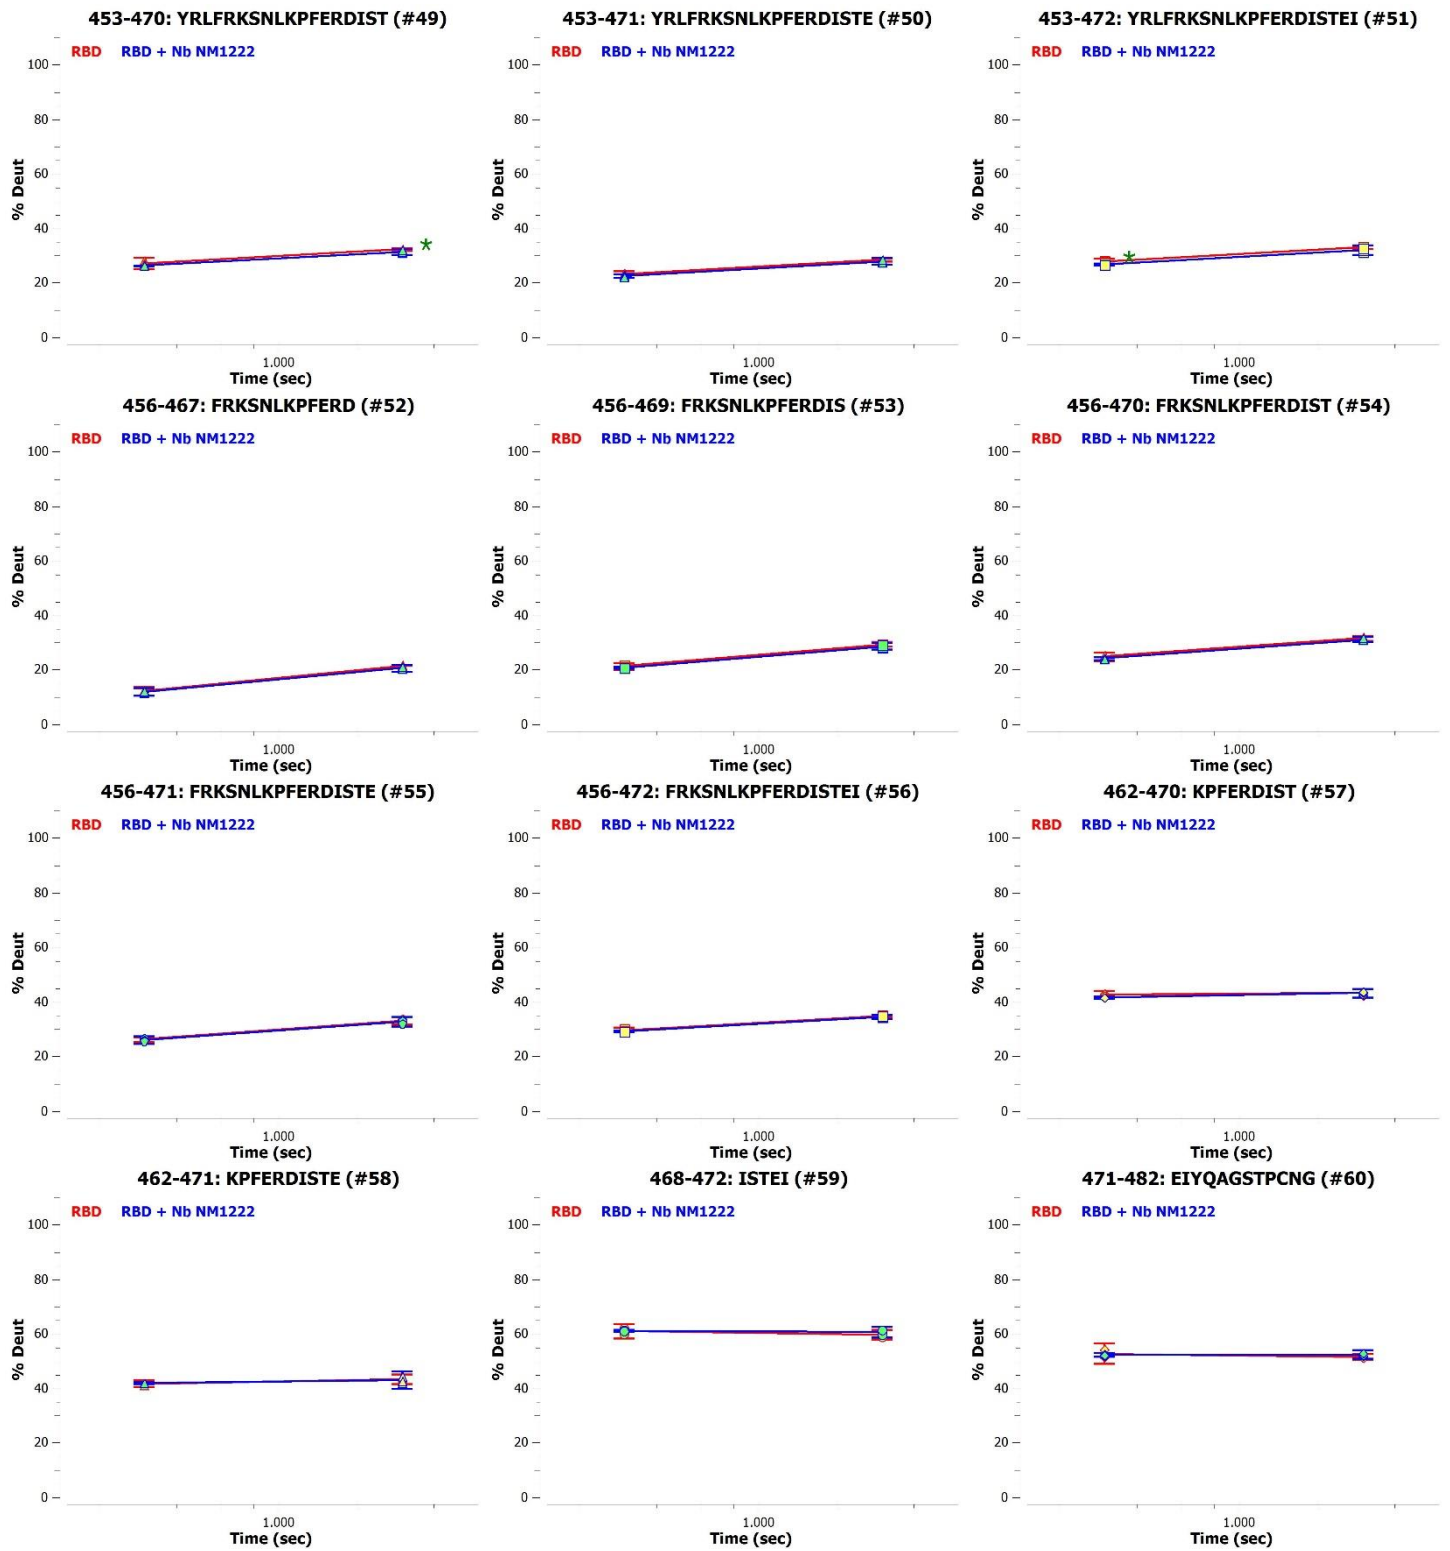 453-470: YRLFRKSNLKPFERDIST (#49)
RBD RBD + Nb NM1222
100
80
60
40
20
0
% Deut
1.000
Time (sec)
453-471: YRLFRKSNLKPFERDISTE (#50)
RBD RBD + Nb NM1222
100
80
60
40
20
0
% Deut
1.000
Time (sec)
453-472: YRLFRKSNLKPFERDISTEI (#51)
RBD RBD + Nb NM1222
100
80
60
40
20
0
% Deut
1.000
Time (sec)
456-467: FRKSNLKPFERD (#52)
RBD RBD + Nb NM1222
100
80
60
40
20
0
% Deut
1.000
Time (sec)
456-469: FRKSNLKPFERDIS (#53)
RBD RBD + Nb NM1222
100
80
60
40
20
0
% Deut
1.000
Time (sec)
456-470: FRKSNLKPFERDIST (#54)
RBD RBD + Nb NM1222
100
80
60
40
20
0
% Deut
1.000
Time (sec)
456-471: FRKSNLKPFERDISTE (#55)
RBD RBD + Nb NM1222
100
80
60
40
20
0
% Deut
1.000
Time (sec)
456-472: FRKSNLKPFERDISTEI (#56)
RBD RBD + Nb NM1222
100
80
60
40
20
0
% Deut
1.000
Time (sec)
462-470: KPFERDIST (#57)
RBD RBD + Nb NM1222
100
80
60
40
20
0
% Deut
1.000
Time (sec)
462-471: KPFERDISTE (#58)
RBD RBD + Nb NM1222
100
80
60
40
20
0
% Deut
1.000
Time (sec)
468-472: ISTEI (#59)
RBD RBD + Nb NM1222
100
80
60
40
20
0
% Deut
1.000
Time (sec)
471-482: EIYQAGSTPCNG (#60)
RBD RBD + Nb NM1222
100
80
60
40
20
0
% Deut
1.000
Time (sec)